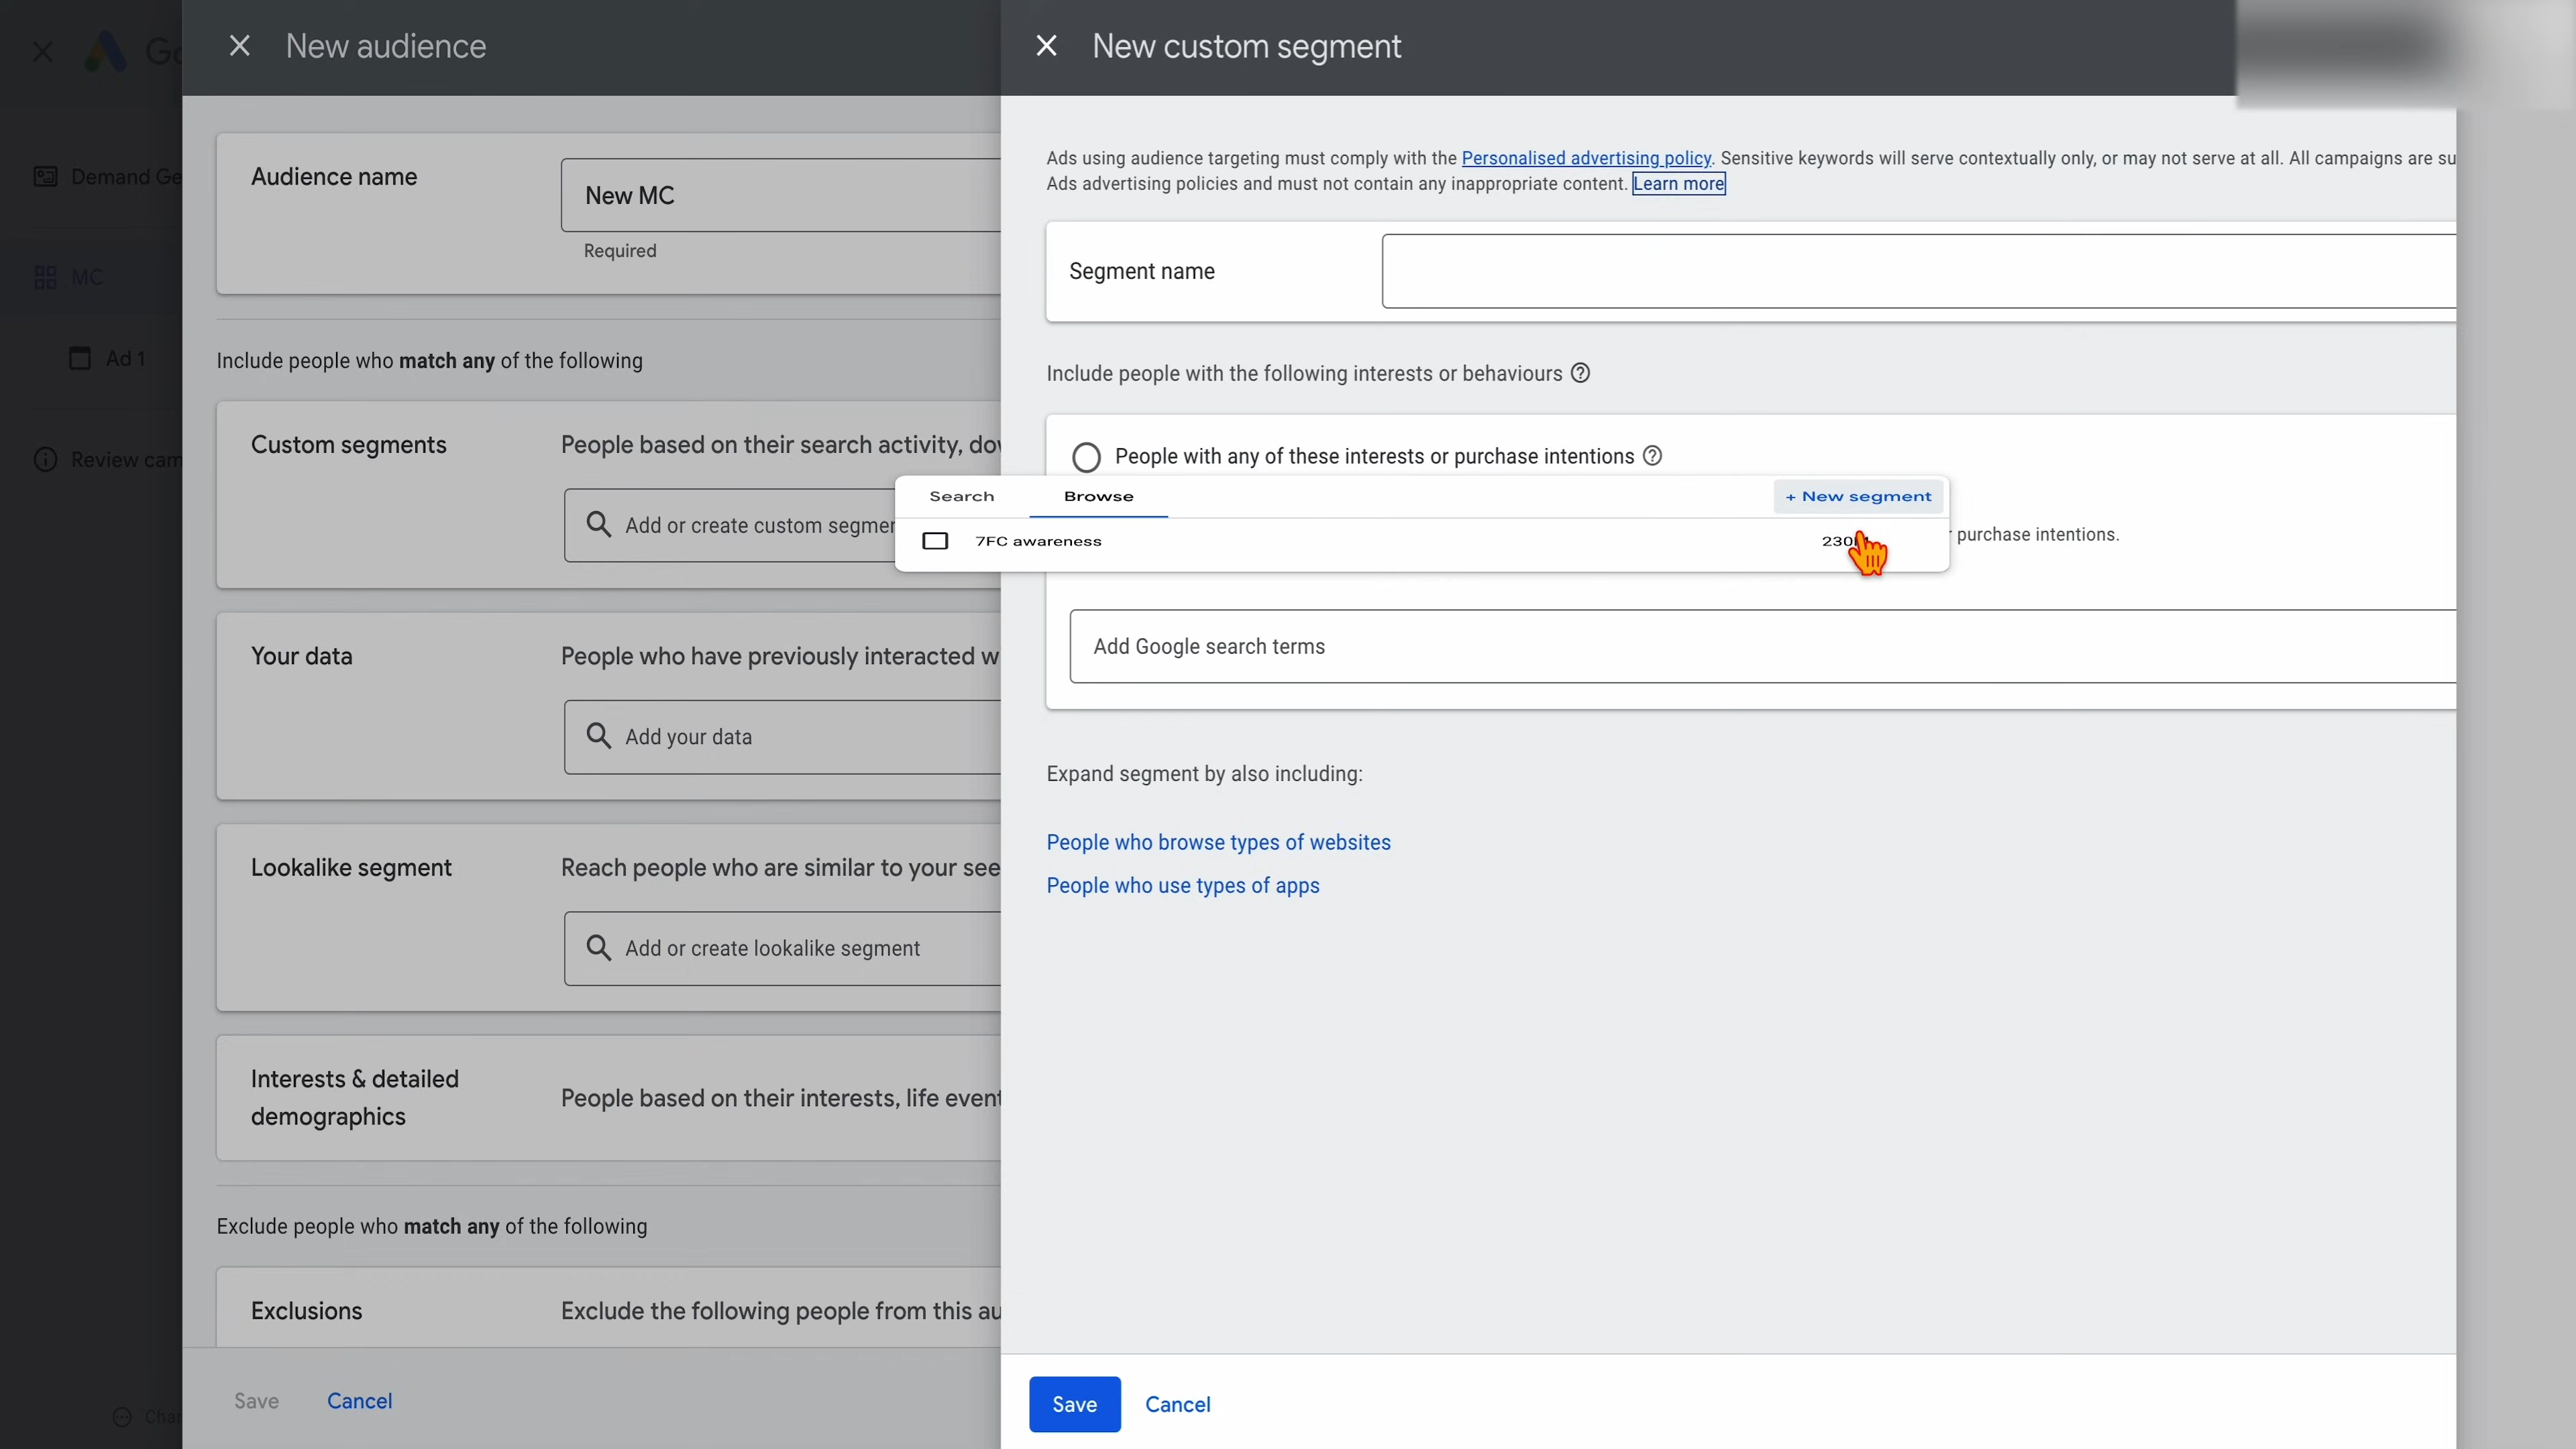 New audience
New custom segment
Demand Ge
MC
Ad 1
Review cam
Audience name
New MC
Required
Include people who match any of the following
Custom segments
People based on their search activity, do
Add or create custom segme
Your data
People who have previously interacted w
Add your data
Lookalike segment
Reach people who are similar to your see
Add or create lookalike segment
Interests & detailed
demographics
People based on their interests, life event
Exclude people who match any of the following
Exclusions
Exclude the following people from this au
Save
Cancel
Ads using audience targeting must comply with the Personalised advertising policy. Sensitive keywords will serve contextually only, or may not serve at all. All campaigns are su
Ads advertising policies and must not contain any inappropriate content. Learn more
Segment name
Include people with the following interests or behaviours
People with any of these interests or purchase intentions
Search
Browse
+ New segment
7FC awareness
purchase intentions.
Add Google search terms
Expand segment by also including:
People who browse types of websites
People who use types of apps
Save
Cancel